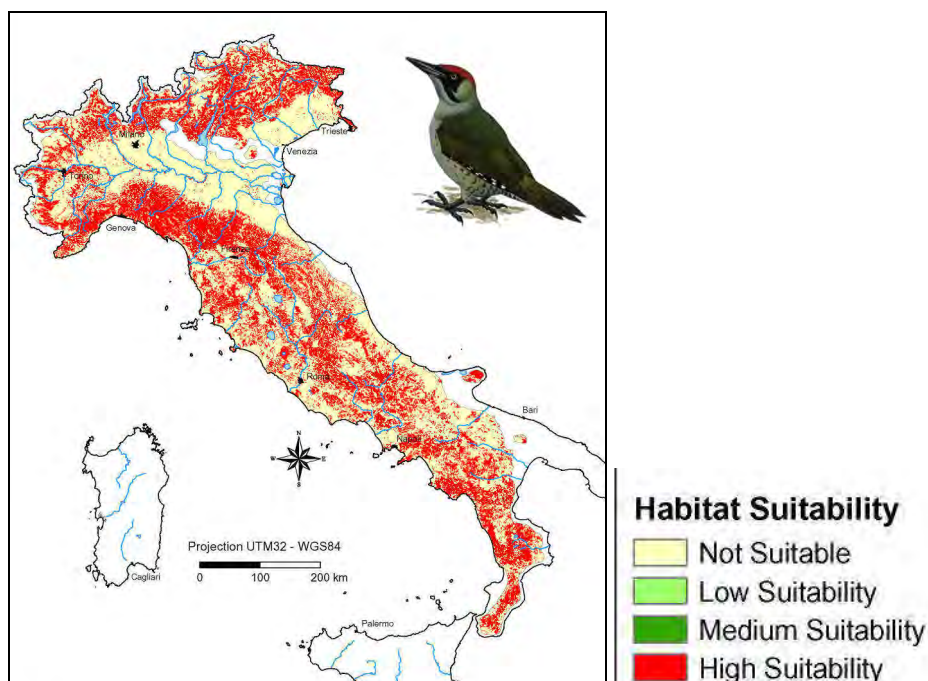 Milano
Trieste
Venezia
Torino
Genova
Firenze
Roma
Bari
Napoli
N
W E
S
Projection UTM32 - WGS84
0 100 200 km
Cagliari
Palermo
Habitat Suitability
Not Suitable
Low Suitability
Medium Suitability
High Suitability